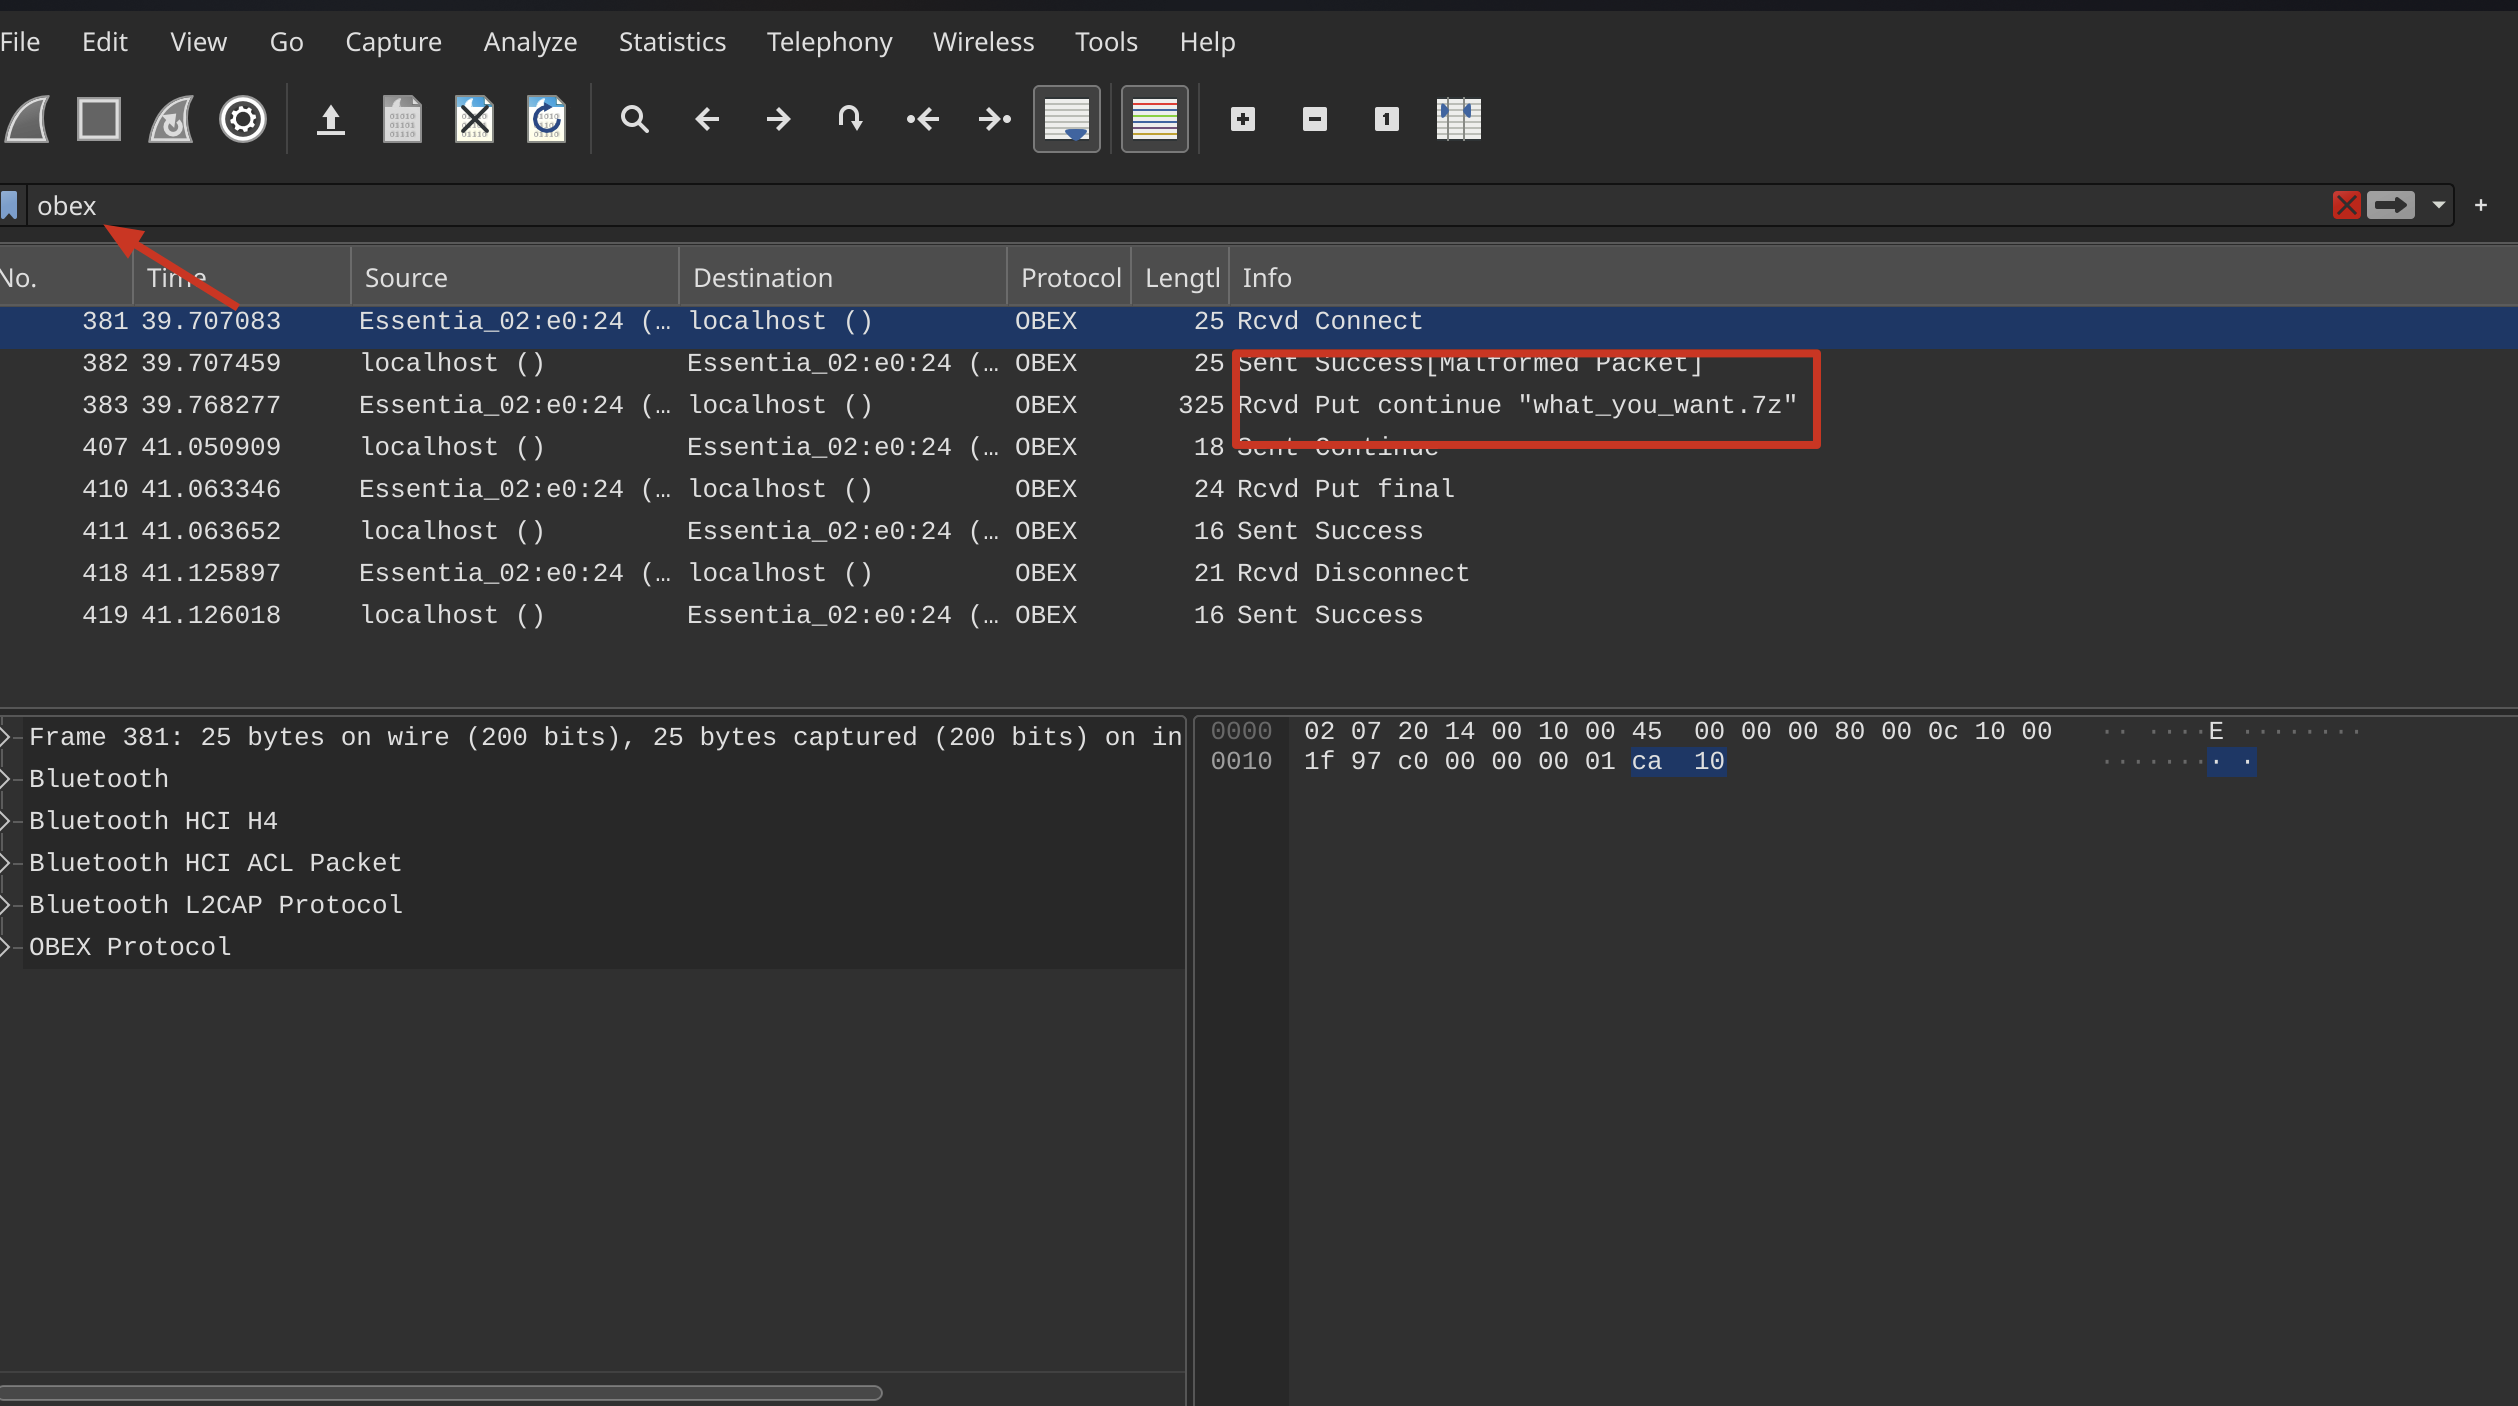 File Edit View Go Capture Analyze Statistics Telephony Wireless Tools Help
obex
No. Time Source Destination Protocol Lengtl Info
381 39.707083 Essentia_02:e0:24 (… localhost () OBEX 25 Rcvd Connect
382 39.707459 localhost () Essentia_02:e0:24 (… OBEX 25 Sent Success[Malformed Packet]
383 39.768277 Essentia_02:e0:24 (… localhost () OBEX 325 Rcvd Put continue "what_you_want.7z"
407 41.050909 localhost () Essentia_02:e0:24 (… OBEX 18 Sent Continue
410 41.063346 Essentia_02:e0:24 (… localhost () OBEX 24 Rcvd Put final
411 41.063652 localhost () Essentia_02:e0:24 (… OBEX 16 Sent Success
418 41.125897 Essentia_02:e0:24 (… localhost () OBEX 21 Rcvd Disconnect
419 41.126018 localhost () Essentia_02:e0:24 (… OBEX 16 Sent Success
Frame 381: 25 bytes on wire (200 bits), 25 bytes captured (200 bits) on in
Bluetooth
Bluetooth HCI H4
Bluetooth HCI ACL Packet
Bluetooth L2CAP Protocol
OBEX Protocol
0000 02 07 20 14 00 10 00 45 00 00 00 80 00 0c 10 00 ·· ····E ········
0010 1f 97 c0 00 00 00 01 ca 10 ········ ·